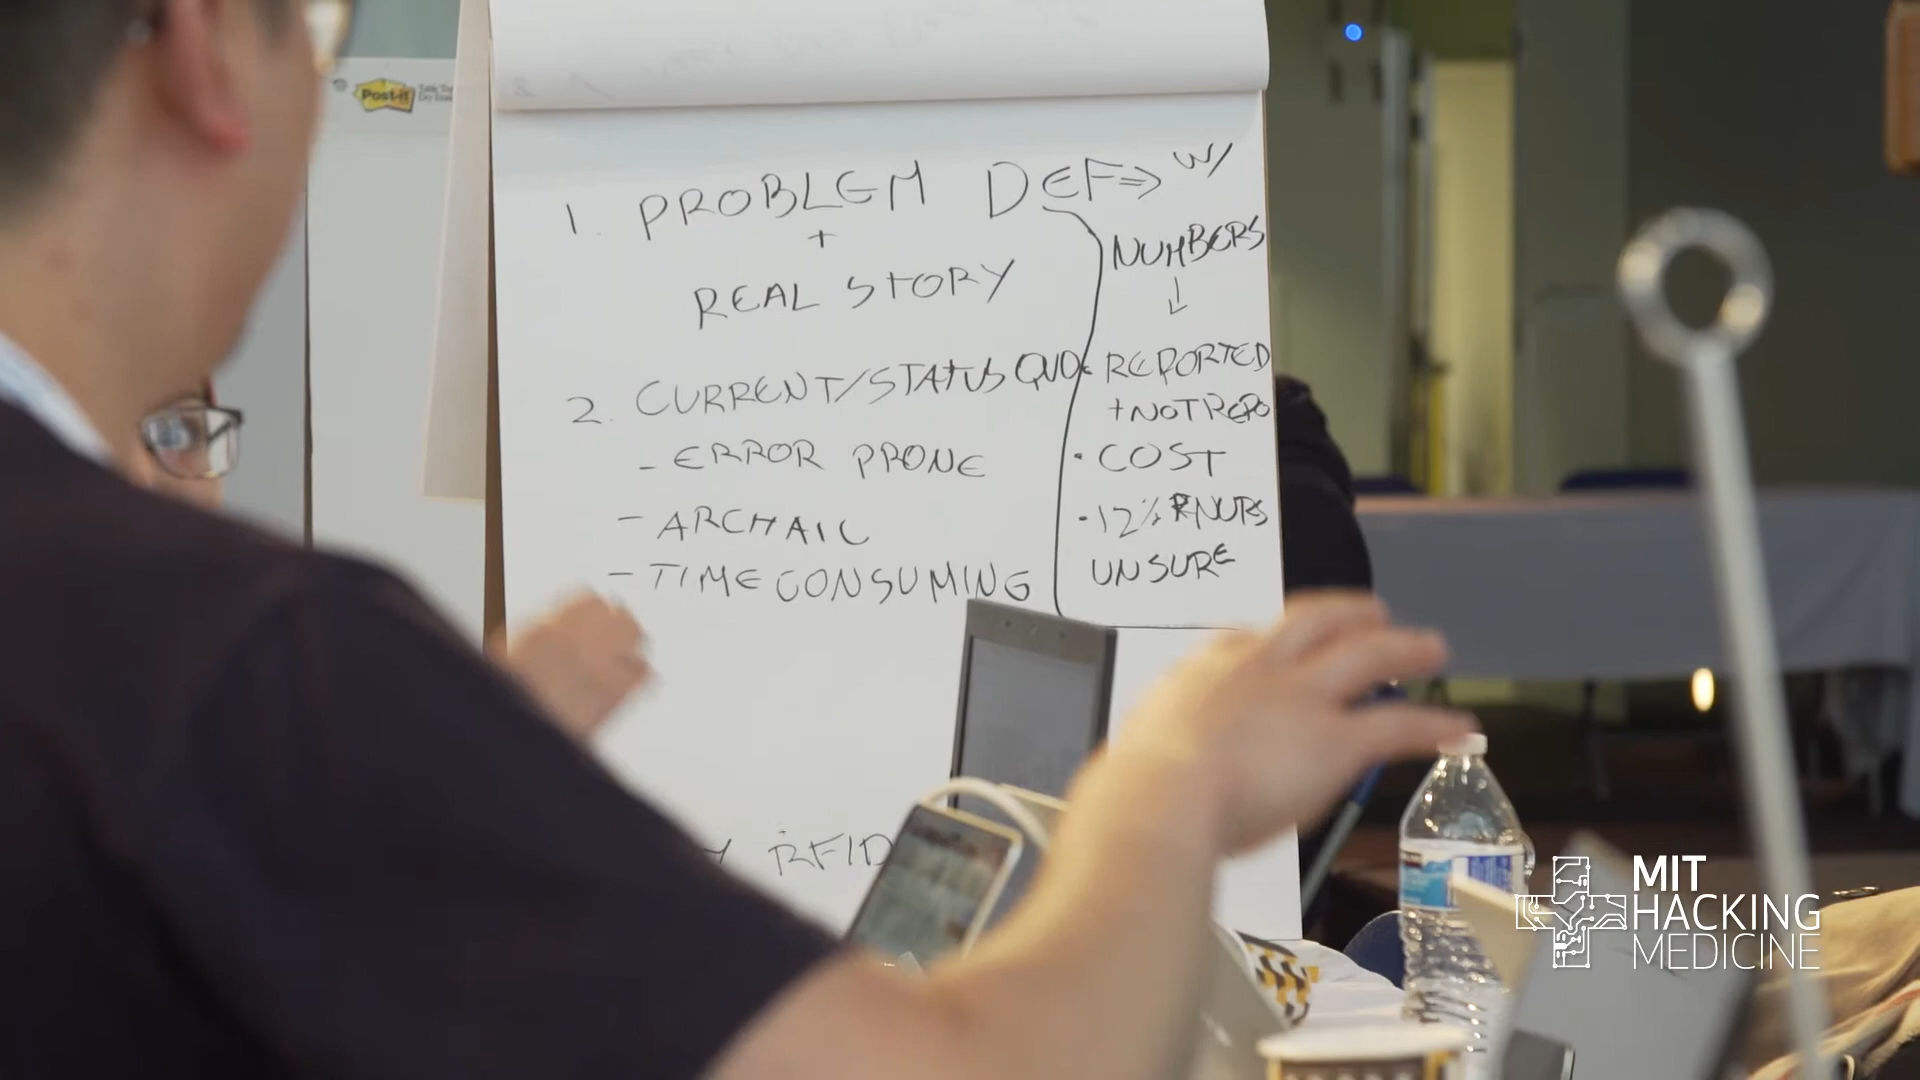 Post-it
1. PROBLEM DEF ⇒ W/
+
REAL STORY
NUMBERS
↓
REPORTED
+ NOT REPO
· COST
· 12% NURS
UNSURE
2. CURRENT/STATUS QUO
- ERROR PRONE
- ARCHAIC
- TIME CONSUMING
RFID
MIT
HACKING
MEDICINE